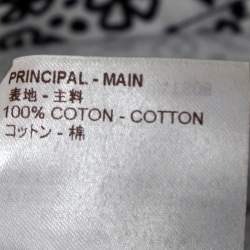 PRINCIPAL - MAIN
表地 - 主料
100% COTON - COTTON
コットン - 棉